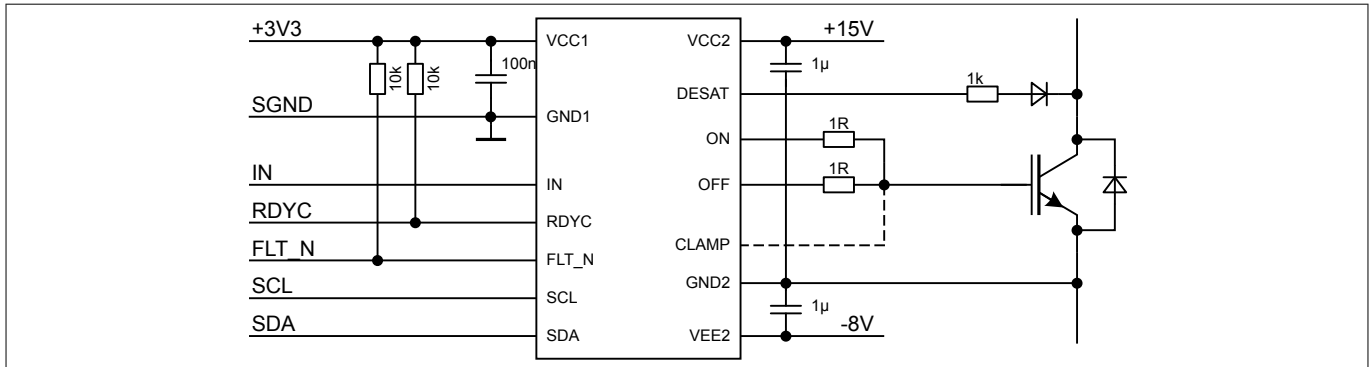 +3V3
VCC1
VCC2
+15V
10k
10k
100n
1µ
1k
DESAT
SGND
GND1
ON
1R
IN
IN
OFF
1R
RDYC
RDYC
CLAMP
FLT_N
FLT_N
GND2
SCL
SCL
1µ
SDA
SDA
VEE2
-8V